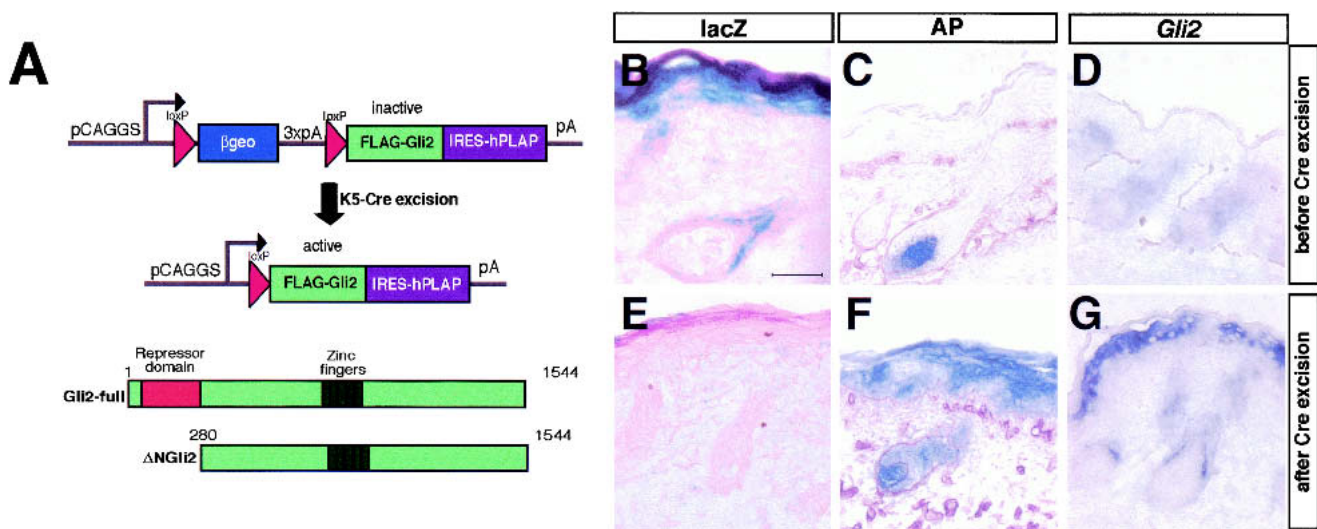 A
pCAGGS
loxP
βgeo
3xpA
loxP
inactive
FLAG-Gli2
IRES-hPLAP
pA
K5-Cre excision
pCAGGS
loxP
active
FLAG-Gli2
IRES-hPLAP
pA
Repressor
domain
Zinc
fingers
1
1544
Gli2-full
280
1544
ΔNGli2
lacZ
AP
Gli2
B
C
D
before Cre excision
E
F
G
after Cre excision